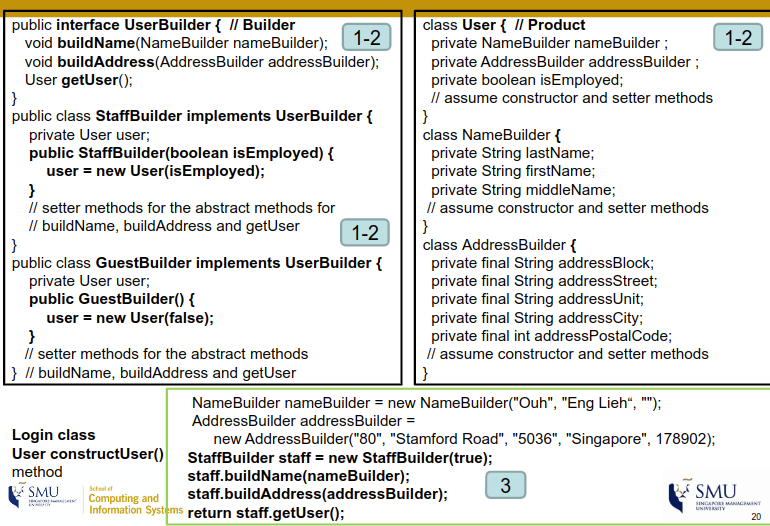 public interface UserBuilder { // Builder
void buildName(NameBuilder nameBuilder);
void buildAddress(AddressBuilder addressBuilder);
User getUser();
}
1-2
public class StaffBuilder implements UserBuilder {
private User user;
public StaffBuilder(boolean isEmployed) {
user = new User(isEmployed);
}
// setter methods for the abstract methods for
// buildName, buildAddress and getUser
}
1-2
public class GuestBuilder implements UserBuilder {
private User user;
public GuestBuilder() {
user = new User(false);
}
// setter methods for the abstract methods
} // buildName, buildAddress and getUser
class User { // Product
private NameBuilder nameBuilder ;
private AddressBuilder addressBuilder ;
private boolean isEmployed;
// assume constructor and setter methods
}
1-2
class NameBuilder {
private String lastName;
private String firstName;
private String middleName;
// assume constructor and setter methods
}
class AddressBuilder {
private final String addressBlock;
private final String addressStreet;
private final String addressUnit;
private final String addressCity;
private final int addressPostalCode;
// assume constructor and setter methods
}
Login class
User constructUser()
method
NameBuilder nameBuilder = new NameBuilder("Ouh", "Eng Lieh“, "");
AddressBuilder addressBuilder =
new AddressBuilder("80", "Stamford Road", "5036", "Singapore", 178902);
StaffBuilder staff = new StaffBuilder(true);
staff.buildName(nameBuilder);
staff.buildAddress(addressBuilder);
return staff.getUser();
3
SMU
SINGAPORE MANAGEMENT
UNIVERSITY
School of
Computing and
Information Systems
SMU
SINGAPORE MANAGEMENT
UNIVERSITY
20